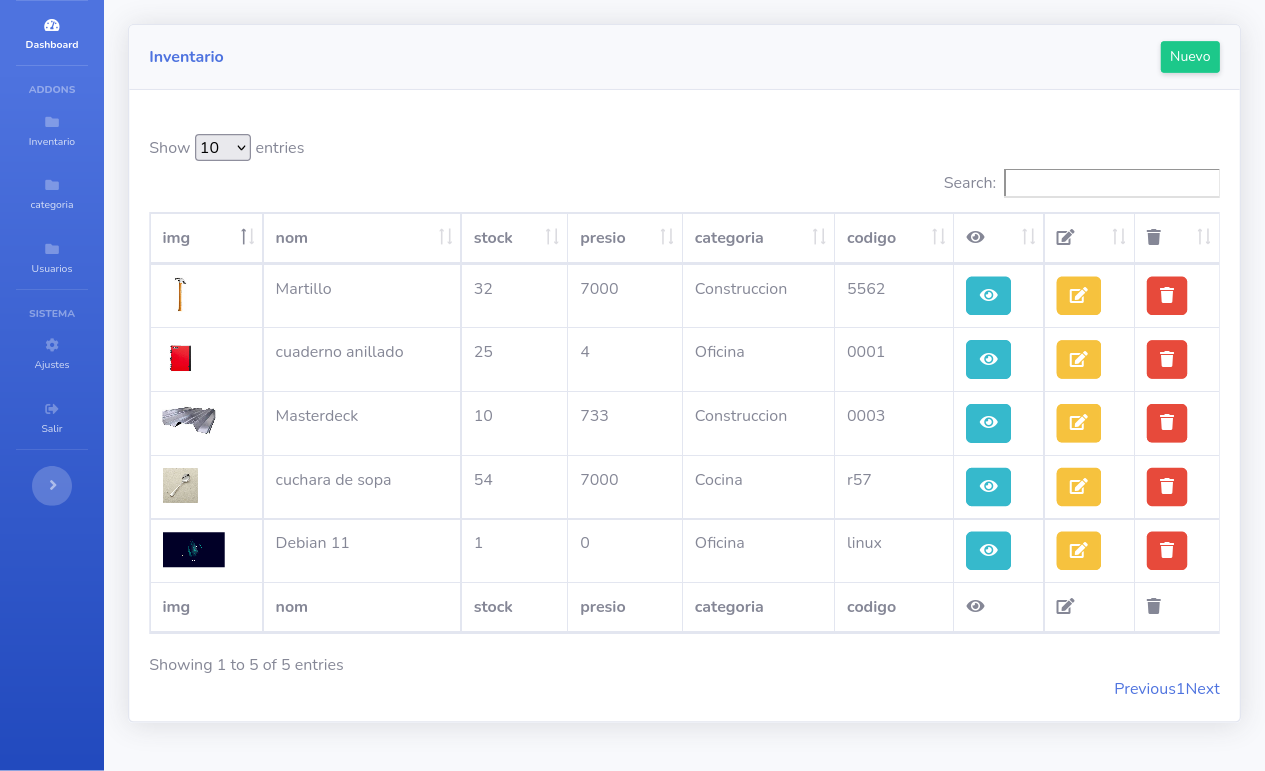 Dashboard
ADDONS
Inventario
categoria
Usuarios
SISTEMA
Ajustes
Salir
Inventario Nuevo
Show 10 entries
Search:
img nom stock presio categoria codigo
Martillo 32 7000 Construccion 5562
cuaderno anillado 25 4 Oficina 0001
Masterdeck 10 733 Construccion 0003
cuchara de sopa 54 7000 Cocina r57
Debian 11 1 0 Oficina linux
img nom stock presio categoria codigo
Showing 1 to 5 of 5 entries
Previous1Next